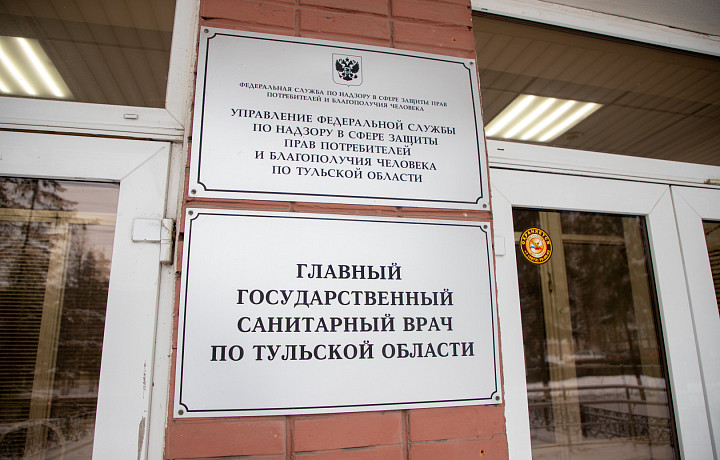 ФЕДЕРАЛЬНАЯ СЛУЖБА ПО НАДЗОРУ В СФЕРЕ ЗАЩИТЫ ПРАВ
ПОТРЕБИТЕЛЕЙ И БЛАГОПОЛУЧИЯ ЧЕЛОВЕКА
УПРАВЛЕНИЕ ФЕДЕРАЛЬНОЙ СЛУЖБЫ
ПО НАДЗОРУ В СФЕРЕ ЗАЩИТЫ
ПРАВ ПОТРЕБИТЕЛЕЙ
И БЛАГОПОЛУЧИЯ ЧЕЛОВЕКА
ПО ТУЛЬСКОЙ ОБЛАСТИ
ГЛАВНЫЙ
ГОСУДАРСТВЕННЫЙ
САНИТАРНЫЙ ВРАЧ
ПО ТУЛЬСКОЙ ОБЛАСТИ
ОХРАНЯЕТСЯ